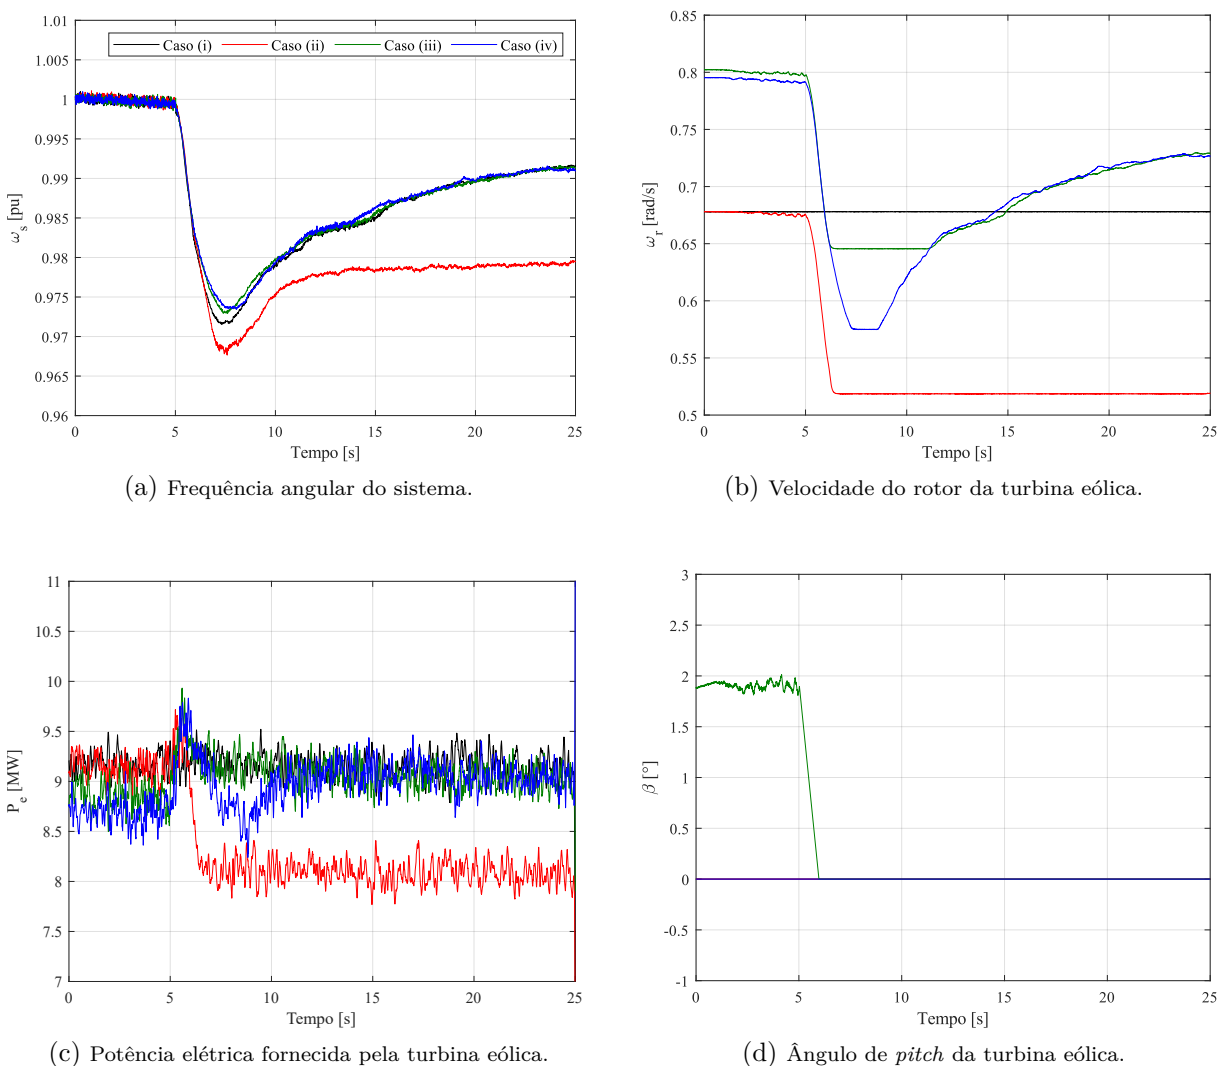 1.01
1.005
1
0.995
0.99
0.985
0.98
0.975
0.97
0.965
0.96
ω_s [pu]
Caso (i) Caso (ii) Caso (iii) Caso (iv)
0 5 10 15 20 25
Tempo [s]
(a) Frequência angular do sistema.
0.85
0.8
0.75
0.7
0.65
0.6
0.55
0.5
ω_r [rad/s]
0 5 10 15 20 25
Tempo [s]
(b) Velocidade do rotor da turbina eólica.
11
10.5
10
9.5
9
8.5
8
7.5
7
P_e [MW]
0 5 10 15 20 25
Tempo [s]
(c) Potência elétrica fornecida pela turbina eólica.
3
2.5
2
1.5
1
0.5
0
-0.5
-1
β [°]
0 5 10 15 20 25
Tempo [s]
(d) Ângulo de pitch da turbina eólica.